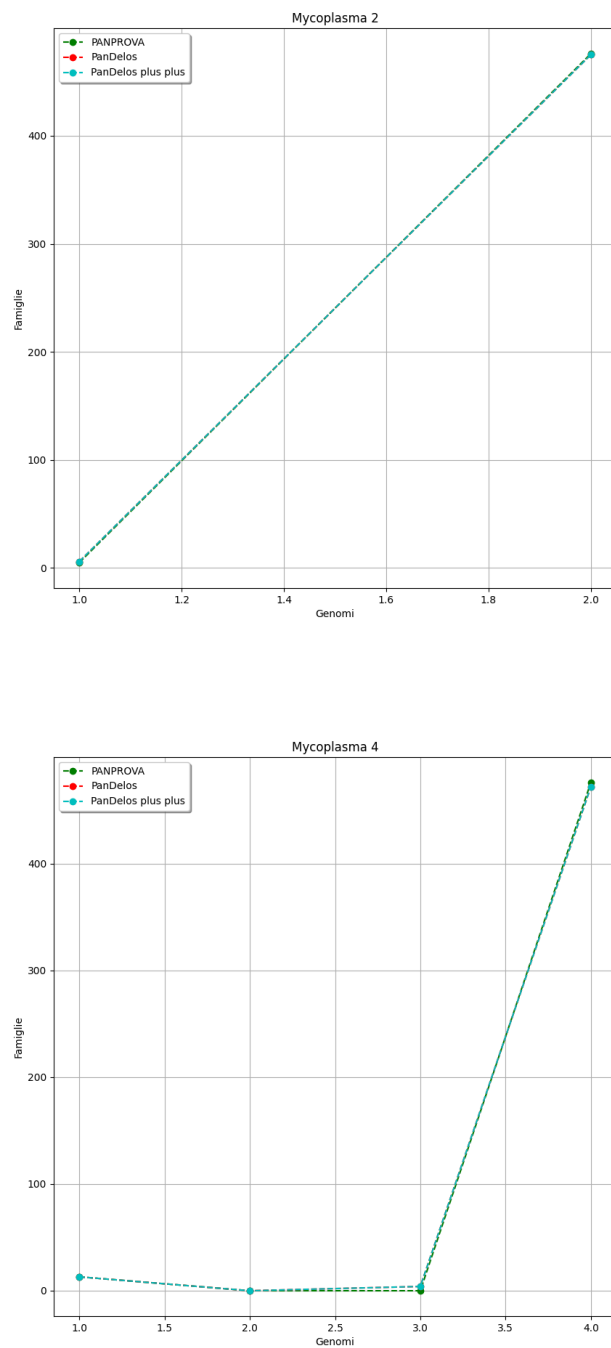 Mycoplasma 2
PANPROVA
PanDelos
PanDelos plus plus
400
300
200
100
0
Famiglie
1.0 1.2 1.4 1.6 1.8 2.0
Genomi
Mycoplasma 4
PANPROVA
PanDelos
PanDelos plus plus
400
300
200
100
0
Famiglie
1.0 1.5 2.0 2.5 3.0 3.5 4.0
Genomi